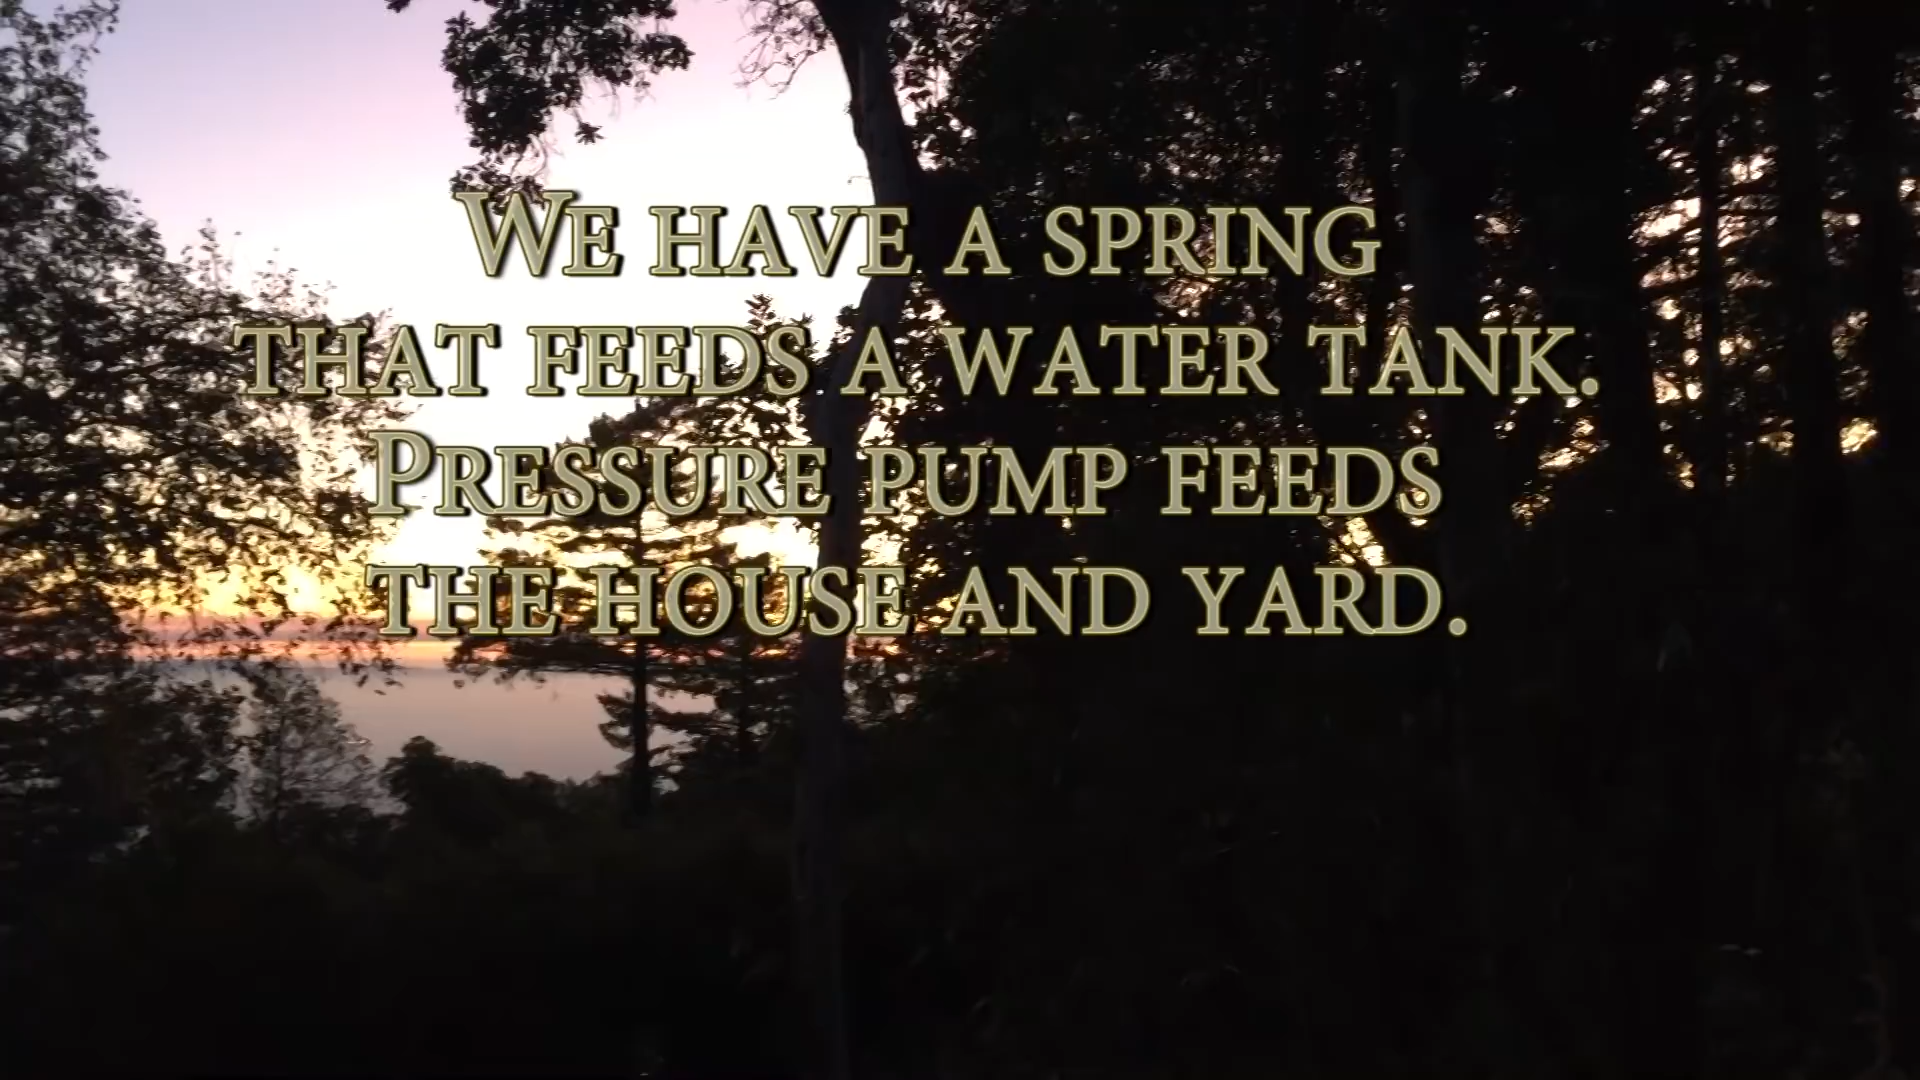 We have a spring
that feeds a water tank.
Pressure pump feeds
the house and yard.